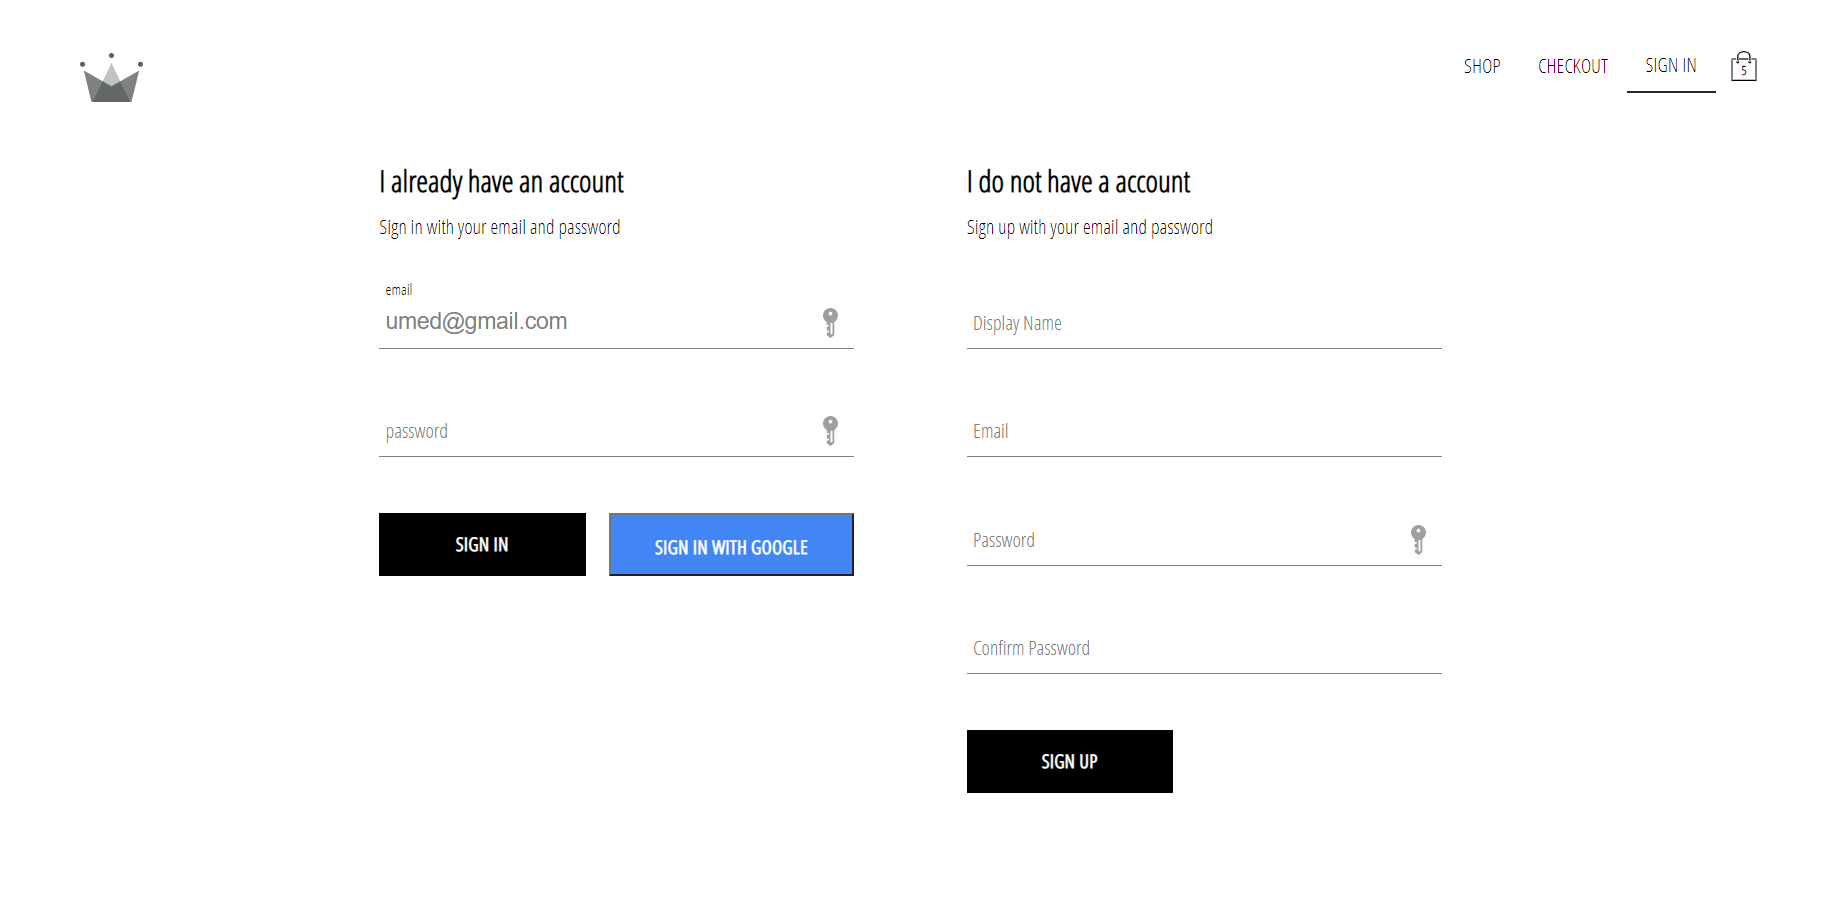 SHOP
CHECKOUT
SIGN IN
5
I already have an account
Sign in with your email and password
email
umed@gmail.com
password
SIGN IN
SIGN IN WITH GOOGLE
I do not have a account
Sign up with your email and password
Display Name
Email
Password
Confirm Password
SIGN UP